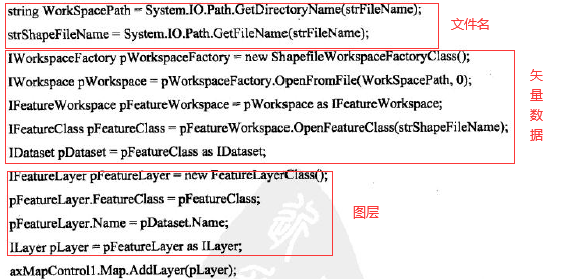 string WorkSpacePath = System.IO.Path.GetDirectoryName(strFileName);
strShapeFileName = System.IO.Path.GetFileName(strFileName);
文件名
IWorkspaceFactory pWorkspaceFactory = new ShapefileWorkspaceFactoryClass();
IWorkspace pWorkspace = pWorkspaceFactory.OpenFromFile(WorkSpacePath, 0);
IFeatureWorkspace pFeatureWorkspace = pWorkspace as IFeatureWorkspace;
IFeatureClass pFeatureClass = pFeatureWorkspace.OpenFeatureClass(strShapeFileName);
IDataset pDataset = pFeatureClass as IDataset;
矢量数据
IFeatureLayer pFeatureLayer = new FeatureLayerClass();
pFeatureLayer.FeatureClass = pFeatureClass;
pFeatureLayer.Name = pDataset.Name;
ILayer pLayer = pFeatureLayer as ILayer;
图层
axMapControl1.Map.AddLayer(pLayer);